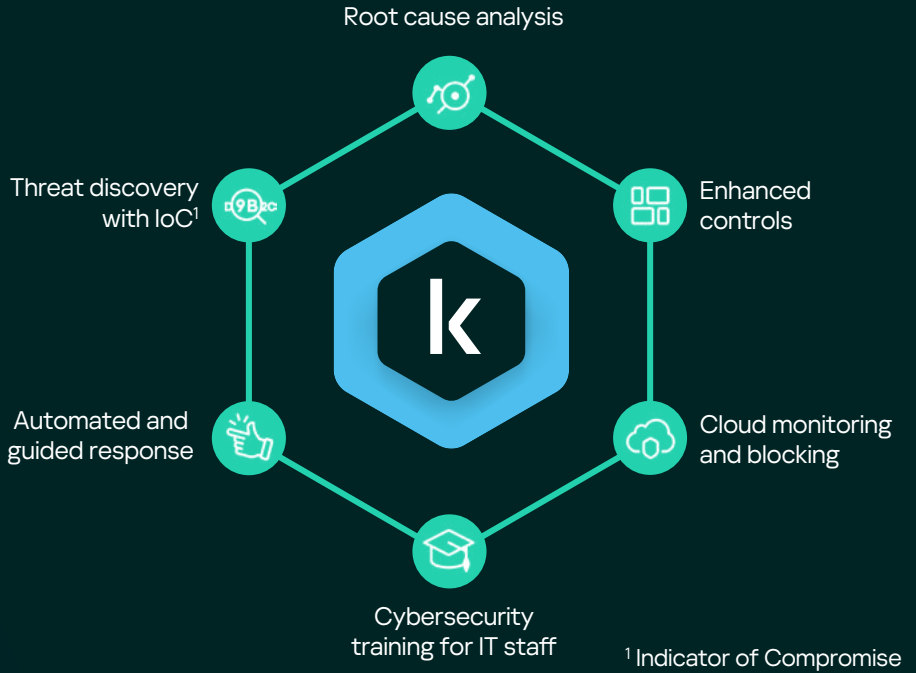 Root cause analysis
Threat discovery
with IoC¹
Enhanced
controls
k
Automated and
guided response
Cloud monitoring
and blocking
Cybersecurity
training for IT staff
¹ Indicator of Compromise